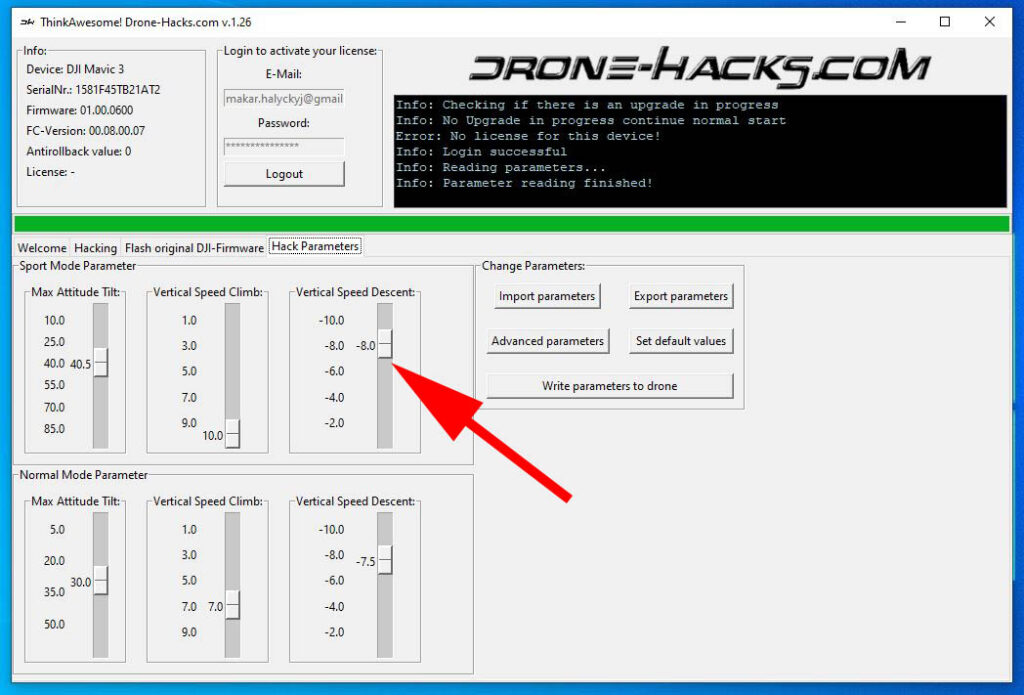 ThinkAwesome! Drone-Hacks.com v.1.26
Info:
Device: DJI Mavic 3
SerialNr.: 1581F45TB21AT2
Firmware: 01.00.0600
FC-Version: 00.08.00.07
Antirollback value: 0
License: -
Login to activate your license:
E-Mail:
makar.halyckyj@gmail
Password:
***************
Logout
DRONE-HACKS.COM
Info: Checking if there is an upgrade in progress
Info: No Upgrade in progress continue normal start
Error: No license for this device!
Info: Login successful
Info: Reading parameters...
Info: Parameter reading finished!
Welcome Hacking Flash original DJI-Firmware Hack Parameters
Sport Mode Parameter
Max Attitude Tilt:
10.0
25.0
40.0 40.5
55.0
70.0
85.0
Vertical Speed Climb:
1.0
3.0
5.0
7.0
9.0
10.0
Vertical Speed Descent:
-10.0
-8.0 -8.0
-6.0
-4.0
-2.0
Change Parameters:
Import parameters Export parameters
Advanced parameters Set default values
Write parameters to drone
Normal Mode Parameter
Max Attitude Tilt:
5.0
20.0
30.0
35.0
50.0
Vertical Speed Climb:
1.0
3.0
5.0
7.0 7.0
9.0
Vertical Speed Descent:
-10.0
-8.0
-7.5
-6.0
-4.0
-2.0